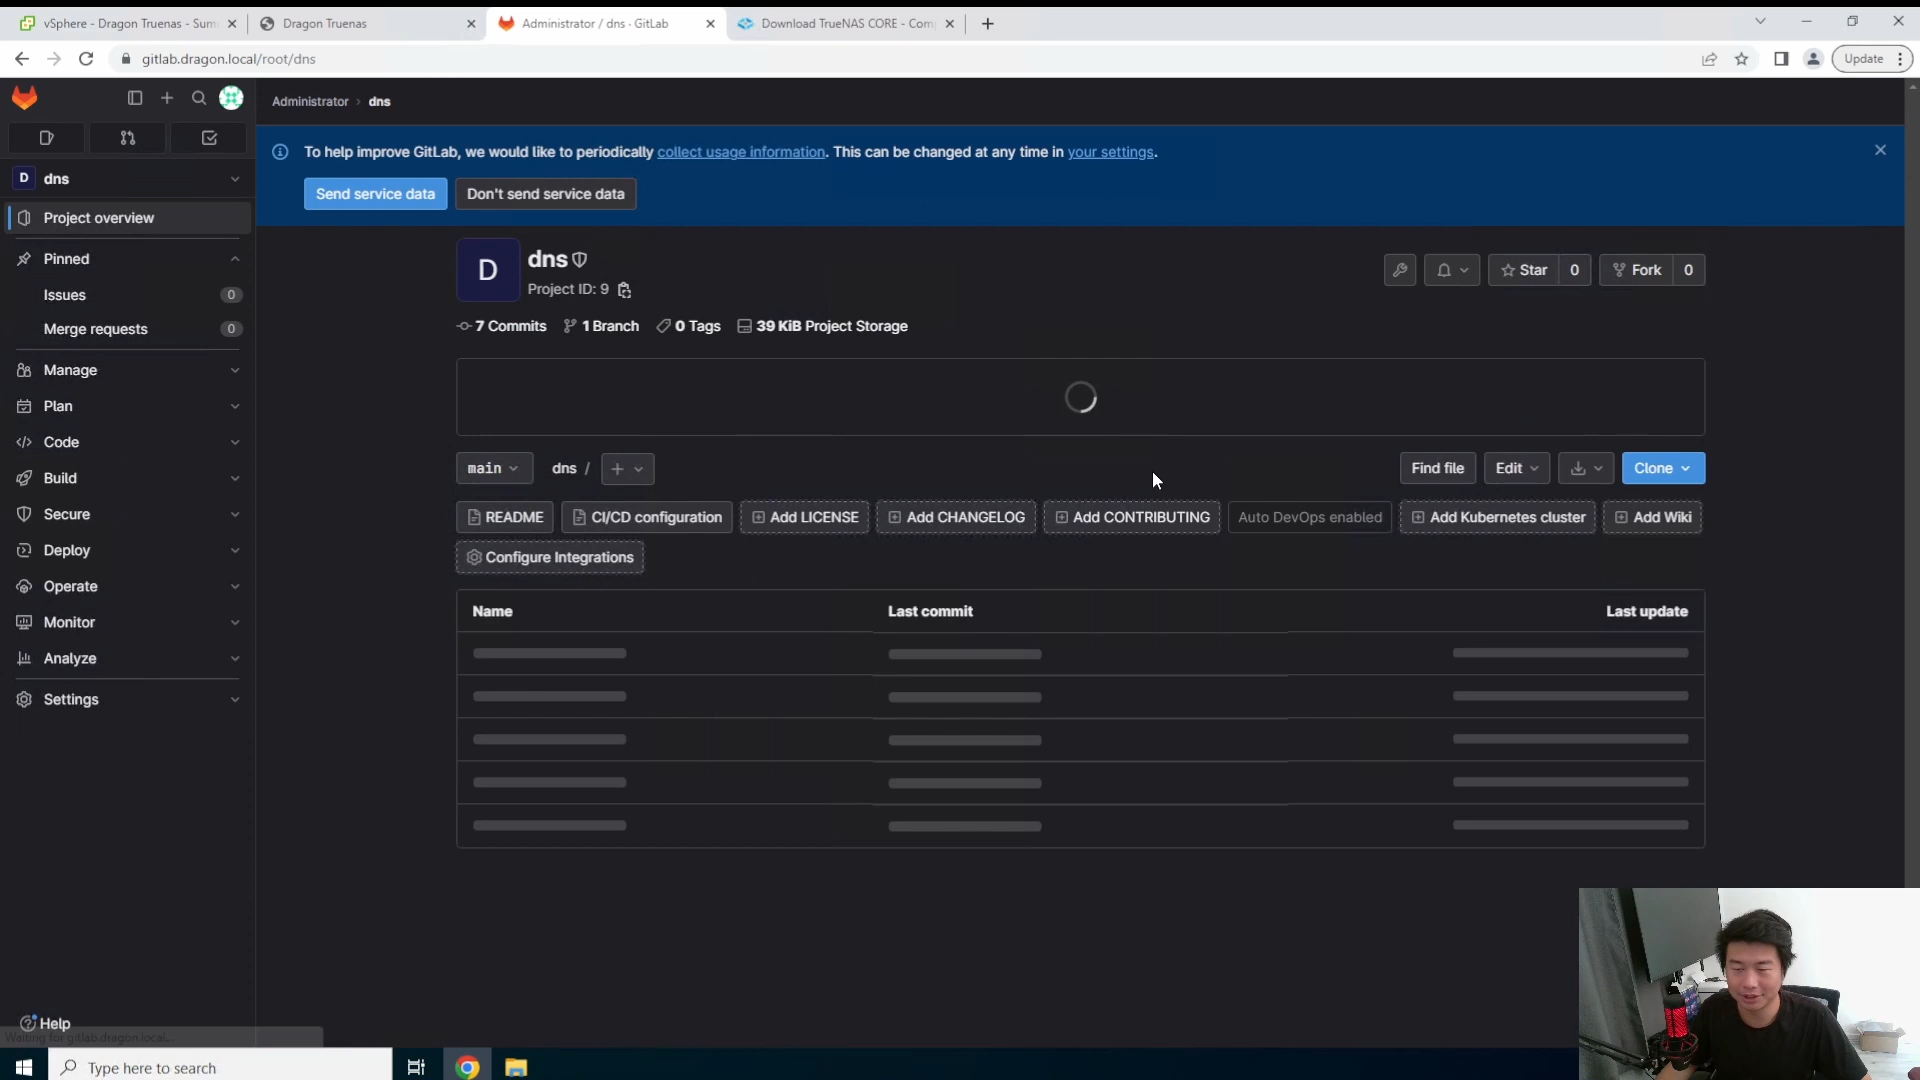 vSphere - Dragon Truenas - Sum
Dragon Truenas
Administrator / dns · GitLab
Download TrueNAS CORE - Com
gitlab.dragon.local/root/dns
Update
Administrator › dns
To help improve GitLab, we would like to periodically collect usage information. This can be changed at any time in your settings.
Send service data
Don't send service data
D dns
Project overview
Pinned
Issues 0
Merge requests 0
Manage
Plan
Code
Build
Secure
Deploy
Operate
Monitor
Analyze
Settings
Help
Waiting for gitlab.dragon.local...
D
dns
Project ID: 9
Star 0
Fork 0
7 Commits 1 Branch 0 Tags 39 KiB Project Storage
main
dns / +
Find file
Edit
Clone
README
CI/CD configuration
Add LICENSE
Add CHANGELOG
Add CONTRIBUTING
Auto DevOps enabled
Add Kubernetes cluster
Add Wiki
Configure Integrations
Name Last commit Last update
Type here to search